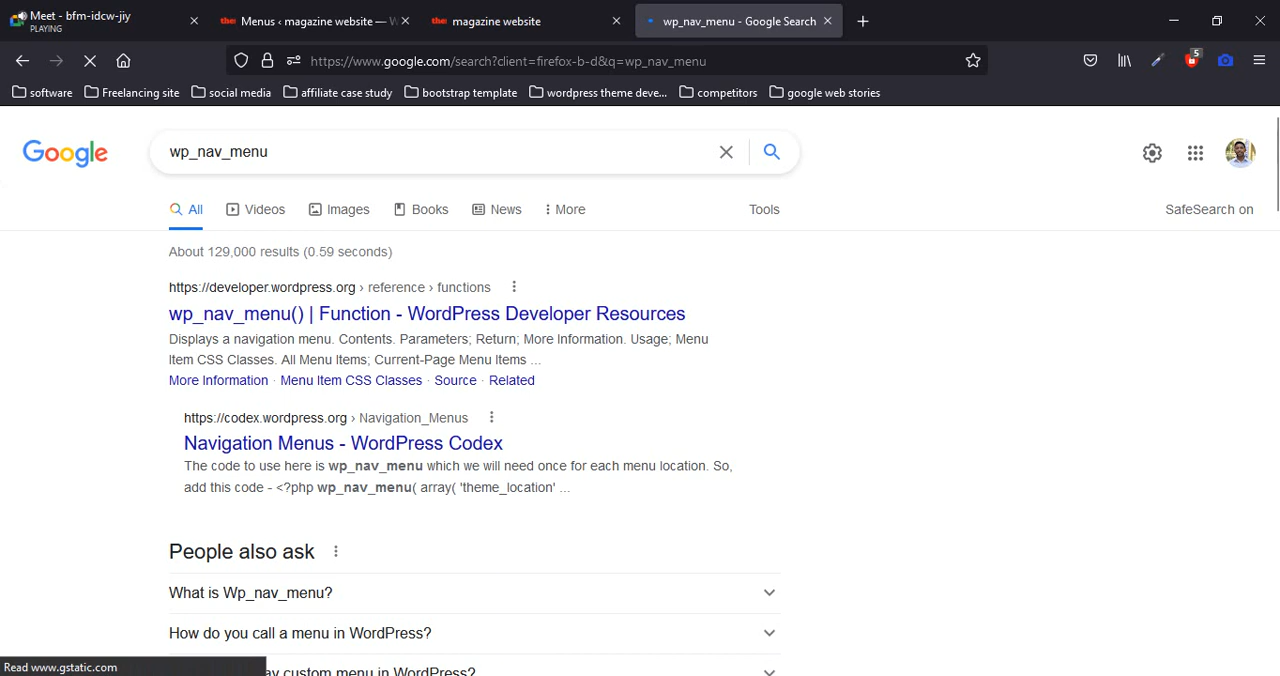 Meet - bfm-idcw-jiy
PLAYING
Menus ‹ magazine website — W
magazine website
wp_nav_menu - Google Search
https://www.google.com/search?client=firefox-b-d&q=wp_nav_menu
5
software
Freelancing site
social media
affiliate case study
bootstrap template
wordpress theme deve...
competitors
google web stories
Google
wp_nav_menu
All
Videos
Images
Books
News
More
Tools
SafeSearch on
About 129,000 results (0.59 seconds)
https://developer.wordpress.org › reference › functions
wp_nav_menu() | Function - WordPress Developer Resources
Displays a navigation menu. Contents. Parameters; Return; More Information. Usage; Menu
Item CSS Classes. All Menu Items; Current-Page Menu Items ...
More Information · Menu Item CSS Classes · Source · Related
https://codex.wordpress.org › Navigation_Menus
Navigation Menus - WordPress Codex
The code to use here is wp_nav_menu which we will need once for each menu location. So,
add this code - <?php wp_nav_menu( array( 'theme_location' ...
People also ask
What is Wp_nav_menu?
How do you call a menu in WordPress?
custom menu in WordPress?
Read www.gstatic.com